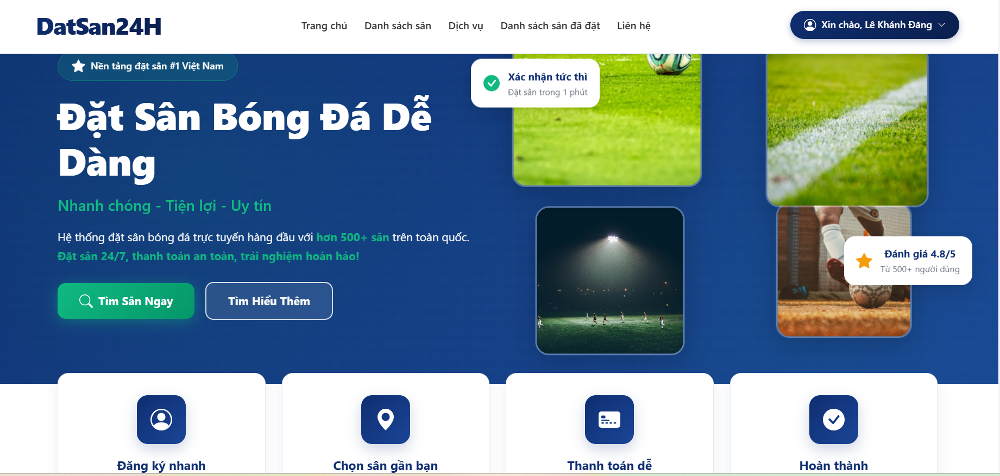 DatSan24H
Trang chủ
Danh sách sân
Dịch vụ
Danh sách sân đã đặt
Liên hệ
Xin chào, Lê Khánh Đăng
Nền tảng đặt sân #1 Việt Nam
Đặt Sân Bóng Đá Dễ
Dàng
Nhanh chóng - Tiện lợi - Uy tín
Hệ thống đặt sân bóng đá trực tuyến hàng đầu với hơn 500+ sân trên toàn quốc.
Đặt sân 24/7, thanh toán an toàn, trải nghiệm hoàn hảo!
Tìm Sân Ngay
Tìm Hiểu Thêm
Xác nhận tức thì
Đặt sân trong 1 phút
Đánh giá 4.8/5
Từ 500+ người dùng
Đăng ký nhanh
Chọn sân gần bạn
Thanh toán dễ
Hoàn thành